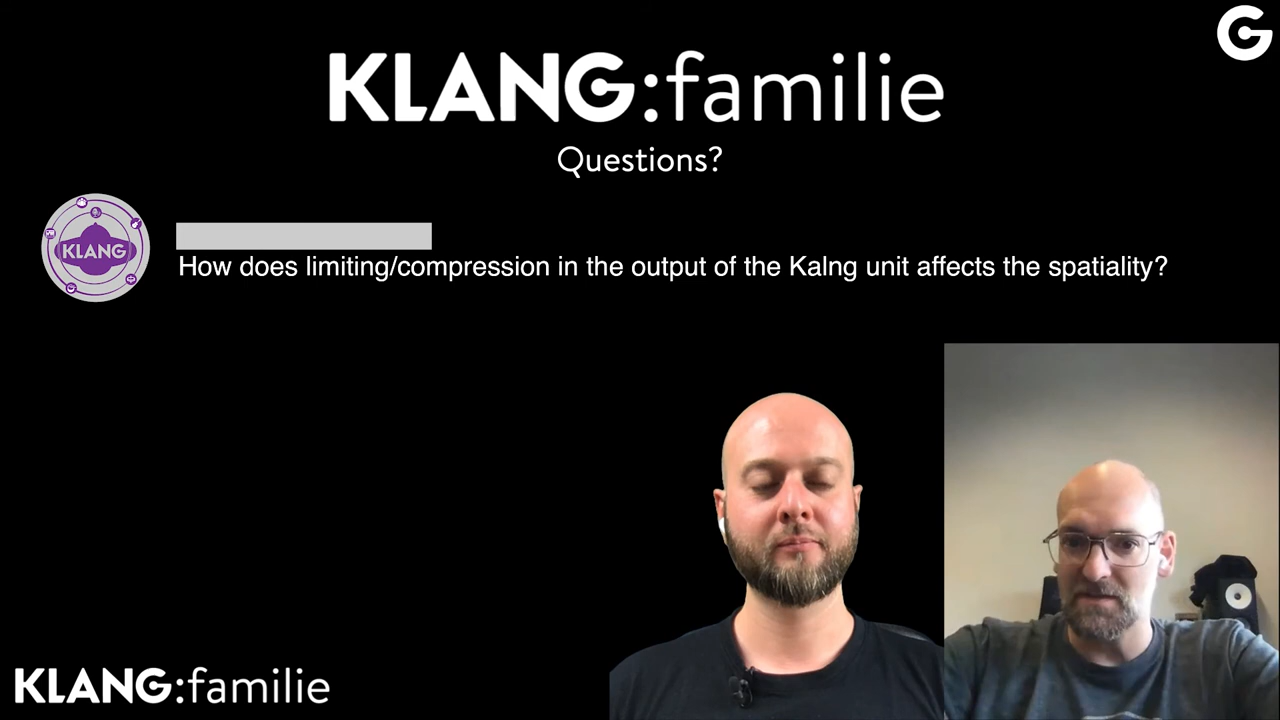 G
KLANG:familie
Questions?
KLANG
How does limiting/compression in the output of the Kalng unit affects the spatiality?
KLANG:familie